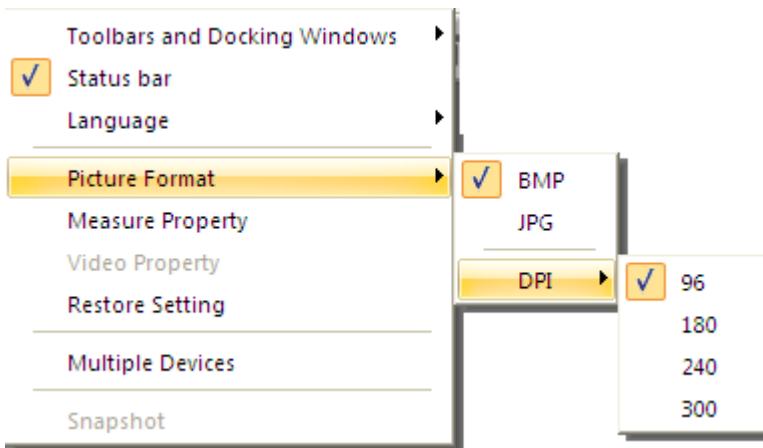 Toolbars and Docking Windows
Status bar
Language
Picture Format
Measure Property
Video Property
Restore Setting
Multiple Devices
Snapshot
BMP
JPG
DPI
96
180
240
300